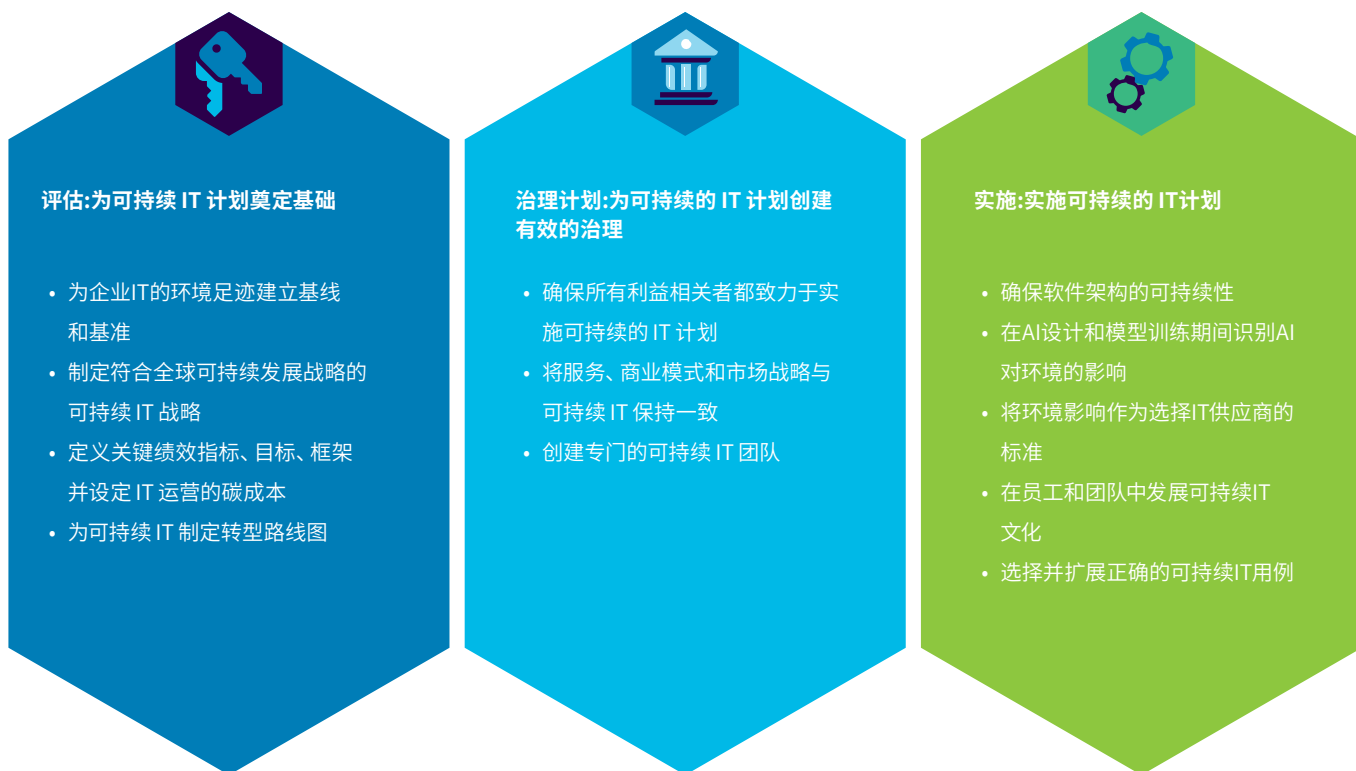 评估:为可持续 IT 计划奠定基础
• 为企业IT的环境足迹建立基线
和基准
• 制定符合全球可持续发展战略的
可持续 IT 战略
• 定义关键绩效指标、目标、框架
并设定 IT 运营的碳成本
• 为可持续 IT 制定转型路线图
治理计划:为可持续的 IT 计划创建
有效的治理
• 确保所有利益相关者都致力于实
施可持续的 IT 计划
• 将服务、商业模式和市场战略与
可持续 IT 保持一致
• 创建专门的可持续 IT 团队
实施:实施可持续的 IT计划
• 确保软件架构的可持续性
• 在AI设计和模型训练期间识别AI
对环境的影响
• 将环境影响作为选择IT供应商的
标准
• 在员工和团队中发展可持续IT
文化
• 选择并扩展正确的可持续IT用例